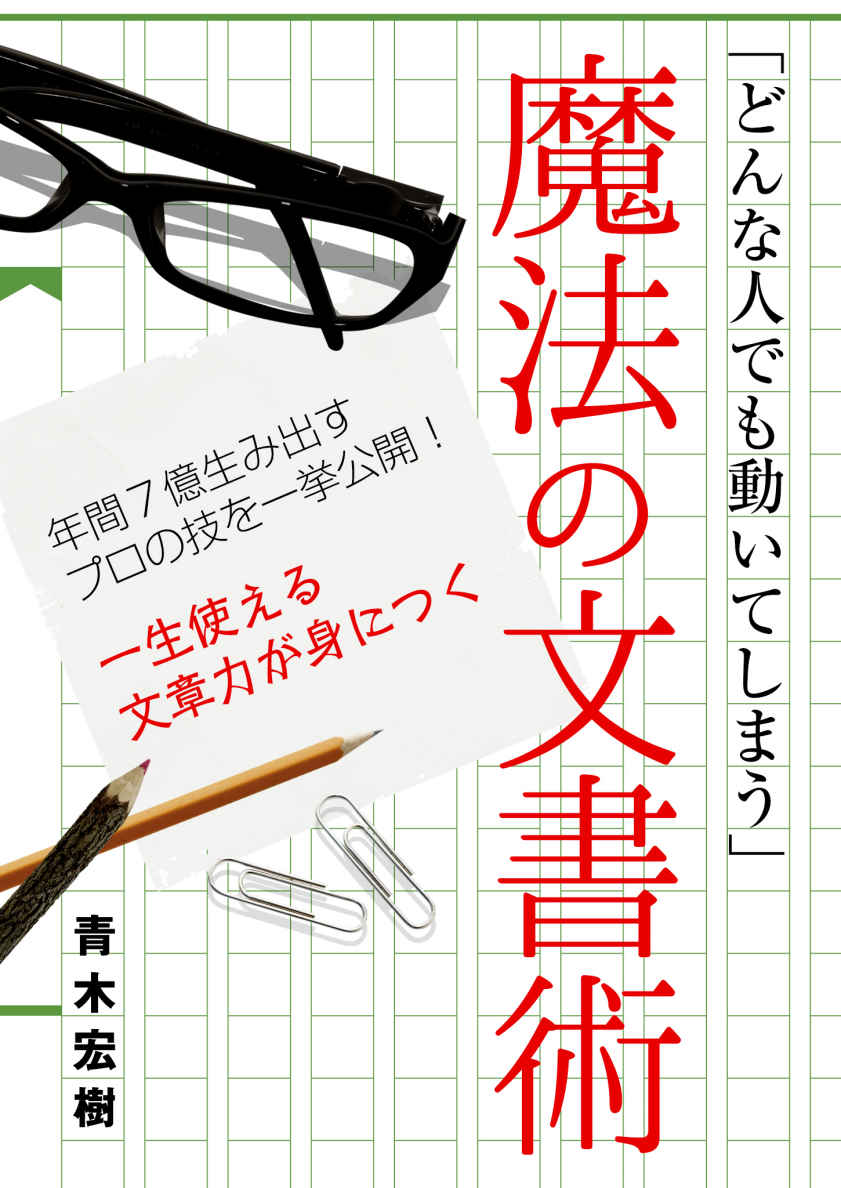 「どんな人でも動いてしまう」
魔法の文書術
年間７億生み出す
プロの技を一挙公開！
一生使える
文章力が身につく
青木宏樹